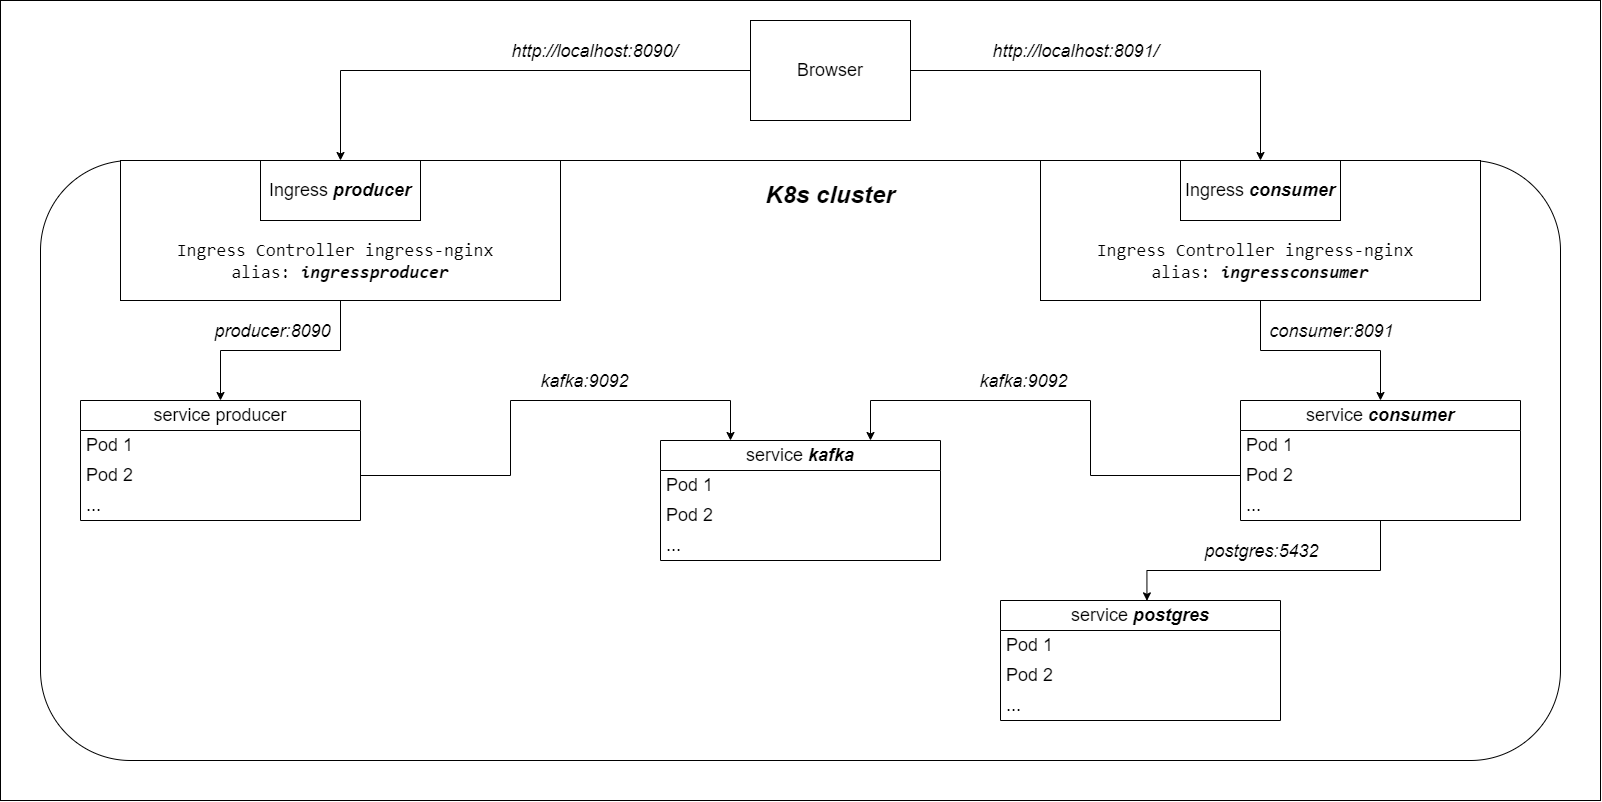 http://localhost:8090/
Browser
http://localhost:8091/
Ingress producer
K8s cluster
Ingress consumer
Ingress Controller ingress-nginx
alias: ingressproducer
Ingress Controller ingress-nginx
alias: ingressconsumer
producer:8090
consumer:8091
kafka:9092
kafka:9092
service producer
Pod 1
Pod 2
...
service kafka
Pod 1
Pod 2
...
service consumer
Pod 1
Pod 2
...
postgres:5432
service postgres
Pod 1
Pod 2
...